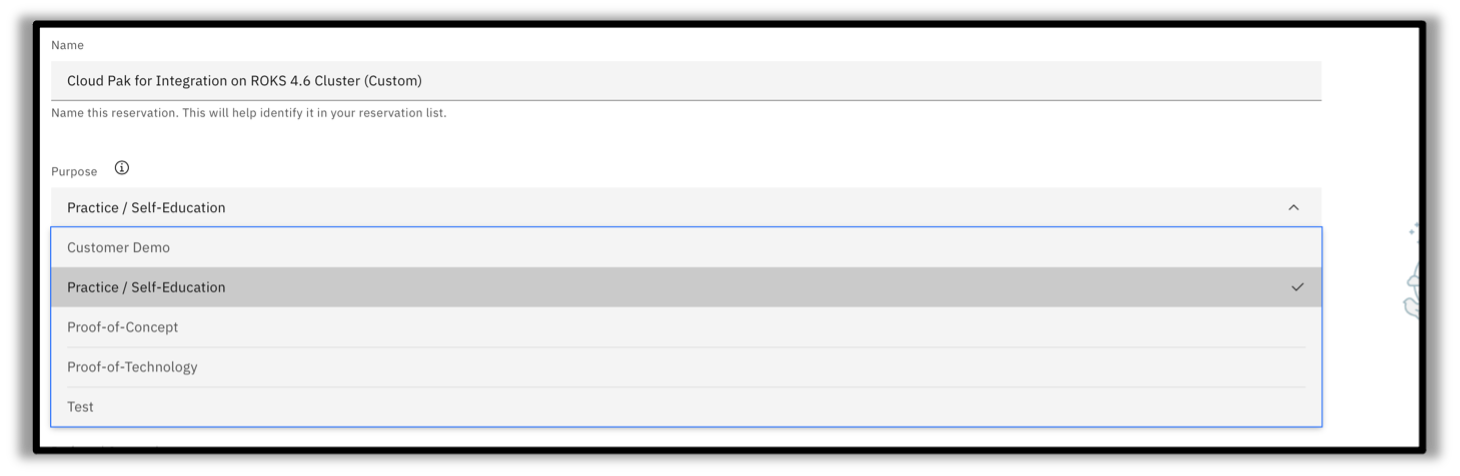 Name
Cloud Pak for Integration on ROKS 4.6 Cluster (Custom)
Name this reservation. This will help identify it in your reservation list.
Purpose
Practice / Self-Education
Customer Demo
Practice / Self-Education
Proof-of-Concept
Proof-of-Technology
Test